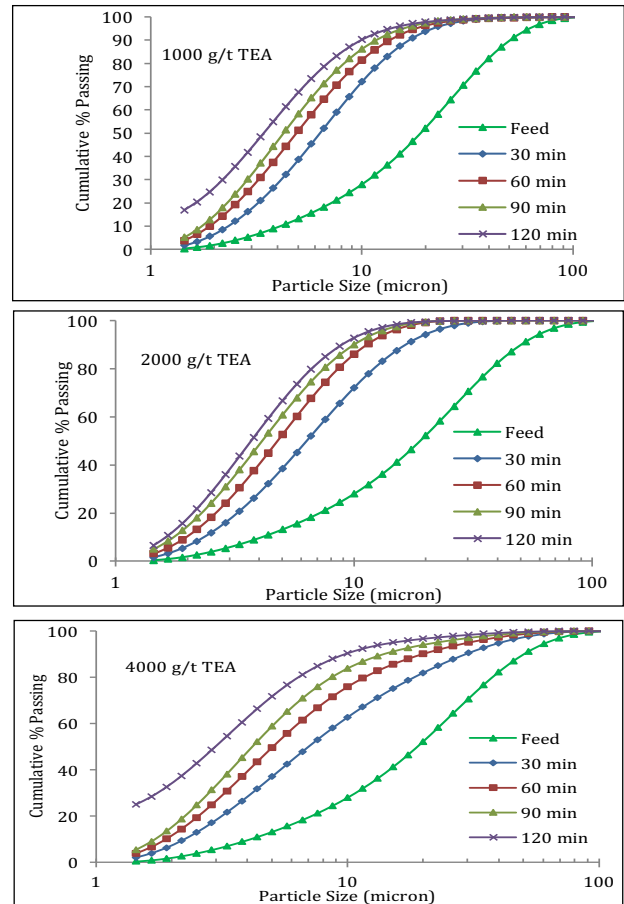 100
90
80
70
60
50
40
30
20
10
0
Cumulative % Passing
1000 g/t TEA
Feed
30 min
60 min
90 min
120 min
1
10
100
Particle Size (micron)
100
80
60
40
20
0
Cumulative % Passing
2000 g/t TEA
Feed
30 min
60 min
90 min
120 min
1
10
100
Particle Size (micron)
100
80
60
40
20
0
Cumulative % Passing
4000 g/t TEA
Feed
30 min
60 min
90 min
120 min
1
10
100
Particle Size (micron)